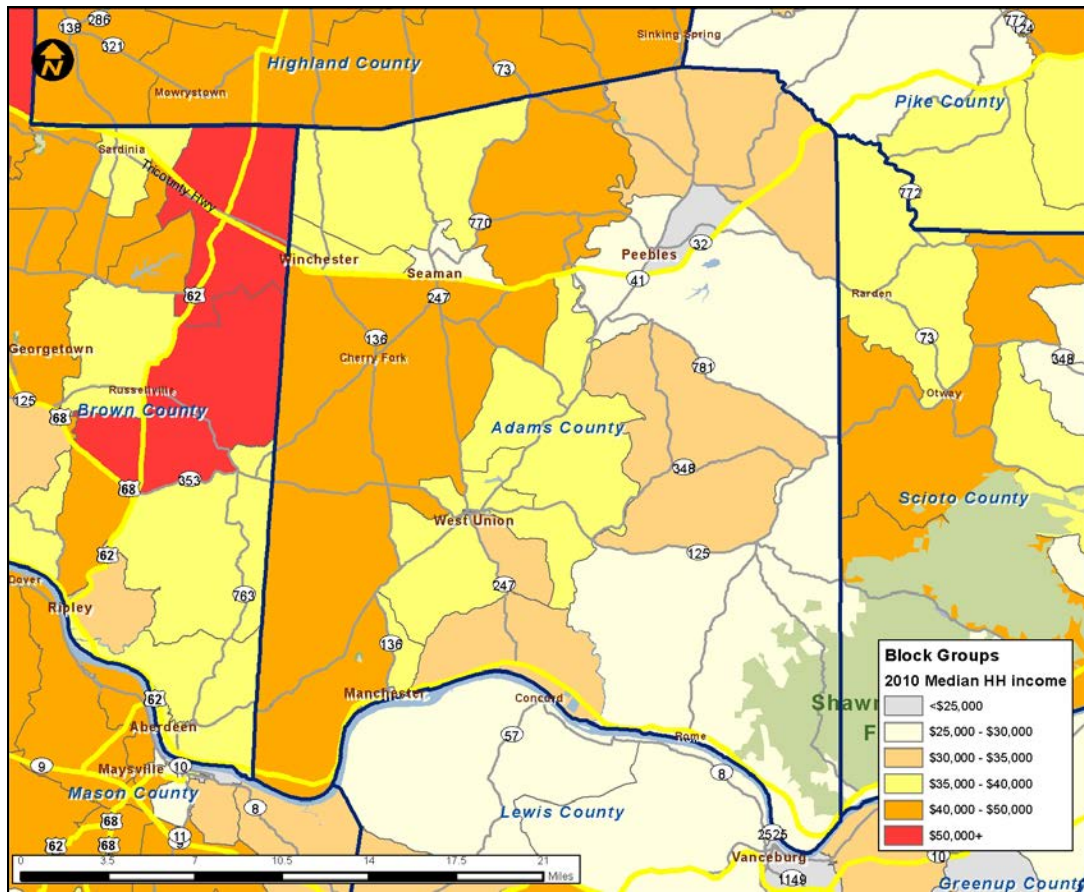 286
138
321
Highland County
Sinking Spring
772
124
73
N
Mowrystown
Pike County
Sardinia
Tricounty Hwy
772
770
32
Winchester
Seaman
Peebles
41
62
247
Rarden
136
Georgetown
Cherry Fork
73
348
781
Russellville
125
Brown County
68
Otway
Adams County
348
68
353
Scioto County
West Union
125
62
247
763
Ripley
136
Manchester
Concord
62
Aberdeen
57
Rome
Maysville
10
9
Mason County
8
8
Lewis County
68
11
62
68
2525
Vanceburg
10
1149
Greenup County
Block Groups
2010 Median HH income
<$25,000
$25,000 - $30,000
$30,000 - $35,000
$35,000 - $40,000
$40,000 - $50,000
$50,000+
Shawn
F
0 3.5 7 10.5 14 17.5 21
Miles